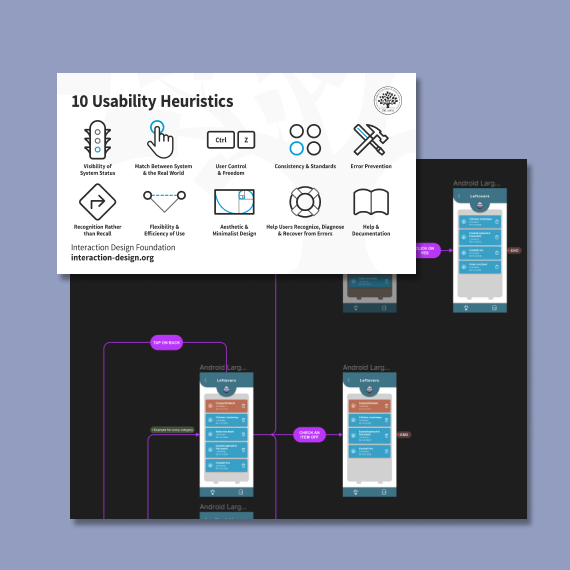 10 Usability Heuristics
Ctrl
Z
Visibility of
System Status
Match Between System
& the Real World
User Control
& Freedom
Consistency & Standards
Error Prevention
Recognition Rather
than Recall
Flexibility &
Efficiency of Use
Aesthetic &
Minimalist Design
Help Users Recognize, Diagnose
& Recover from Errors
Help &
Documentation
Interaction Design Foundation
interaction-design.org
Android Larg...
Leftovers
YES
END
TAP ON BACK
Android Larg...
Leftovers
CHECK AN
ITEM OFF
Android Larg...
Leftovers
END
Android Larg...